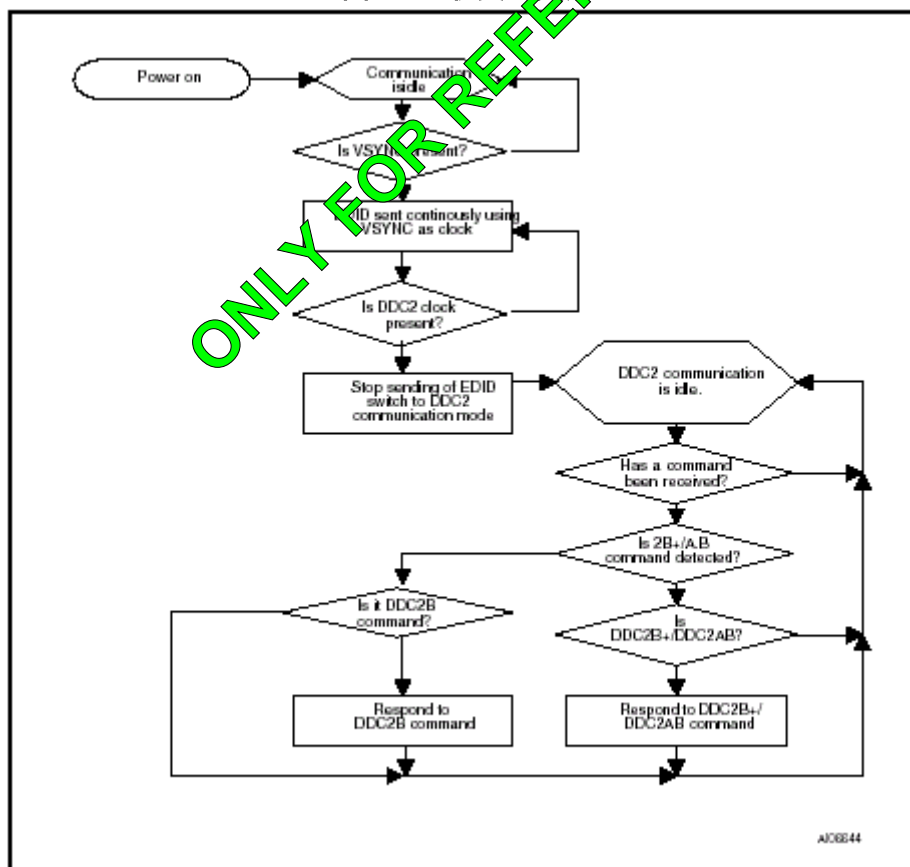 Power on
Communication
isidle
Is VSYNC present?
EDID sent continously using
VSYNC as clock
Is DDC2 clock
present?
Stop sending of EDID
switch to DDC2
communication mode
DDC2 communication
is idle.
Has a command
been received?
Is 2B+/A.B
command detected?
Is it DDC2B
command?
Is
DDC2B+/DDC2AB?
Respond to
DDC2B command
Respond to DDC2B+/
DDC2AB command
AI06644
ONLY FOR